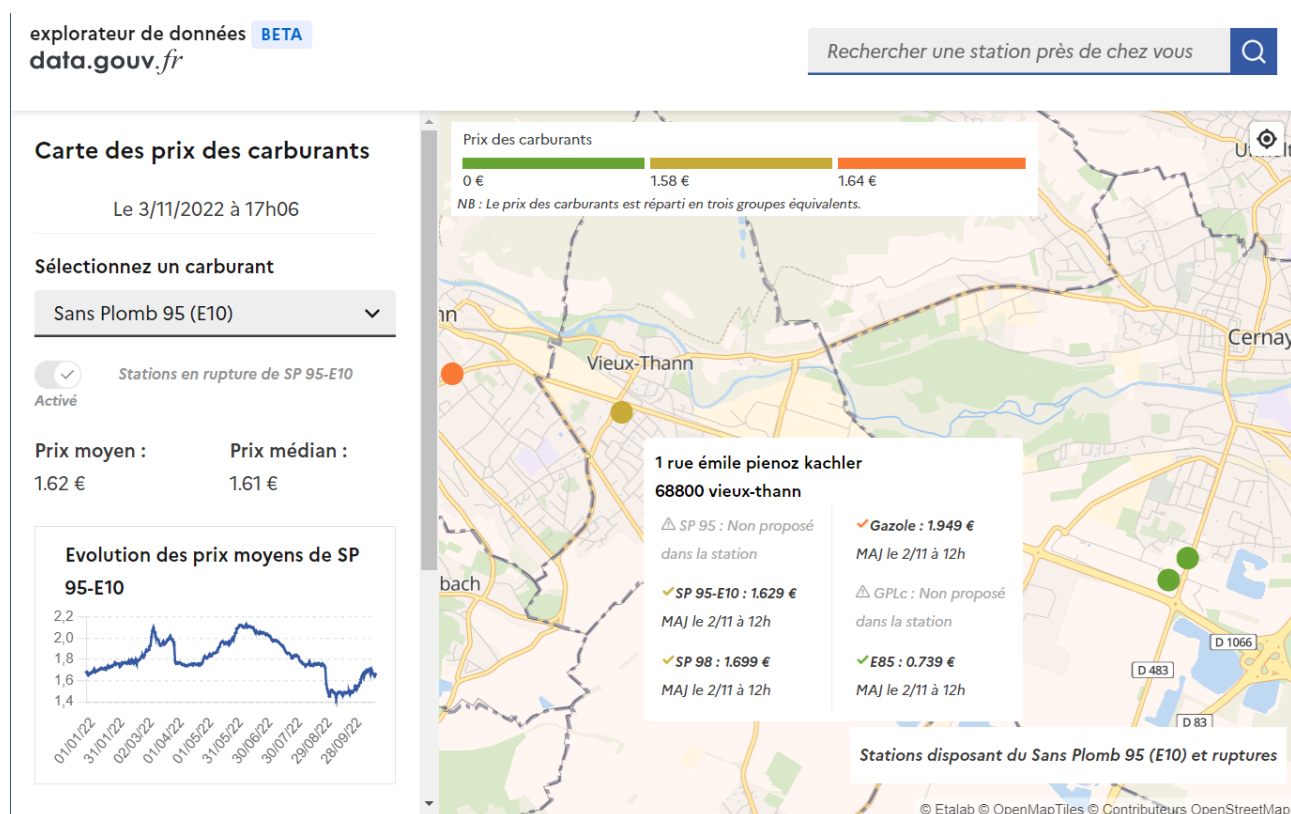 explorateur de données BETA
data.gouv.fr
Rechercher une station près de chez vous
Carte des prix des carburants
Le 3/11/2022 à 17h06
Sélectionnez un carburant
Sans Plomb 95 (E10)
Stations en rupture de SP 95-E10
Activé
Prix moyen :
Prix médian :
1.62 €
1.61 €
Evolution des prix moyens de SP
95-E10
2,2
2,0
1,8
1,6
1,4
01/01/22
31/01/22
02/03/22
01/04/22
01/05/22
31/05/22
30/06/22
30/07/22
29/08/22
28/09/22
Prix des carburants
0 €
1.58 €
1.64 €
NB : Le prix des carburants est réparti en trois groupes équivalents.
nn
Vieux-Thann
Cernay
bach
1 rue émile pienoz kachler
68800 vieux-thann
SP 95 : Non proposé
dans la station
SP 95-E10 : 1.629 €
MAJ le 2/11 à 12h
SP 98 : 1.699 €
MAJ le 2/11 à 12h
Gazole : 1.949 €
MAJ le 2/11 à 12h
GPLc : Non proposé
dans la station
E85 : 0.739 €
MAJ le 2/11 à 12h
D 1066
D 483
D 83
Stations disposant du Sans Plomb 95 (E10) et ruptures
© Etalab © OpenMapTiles © Contributeurs OpenStreetMap